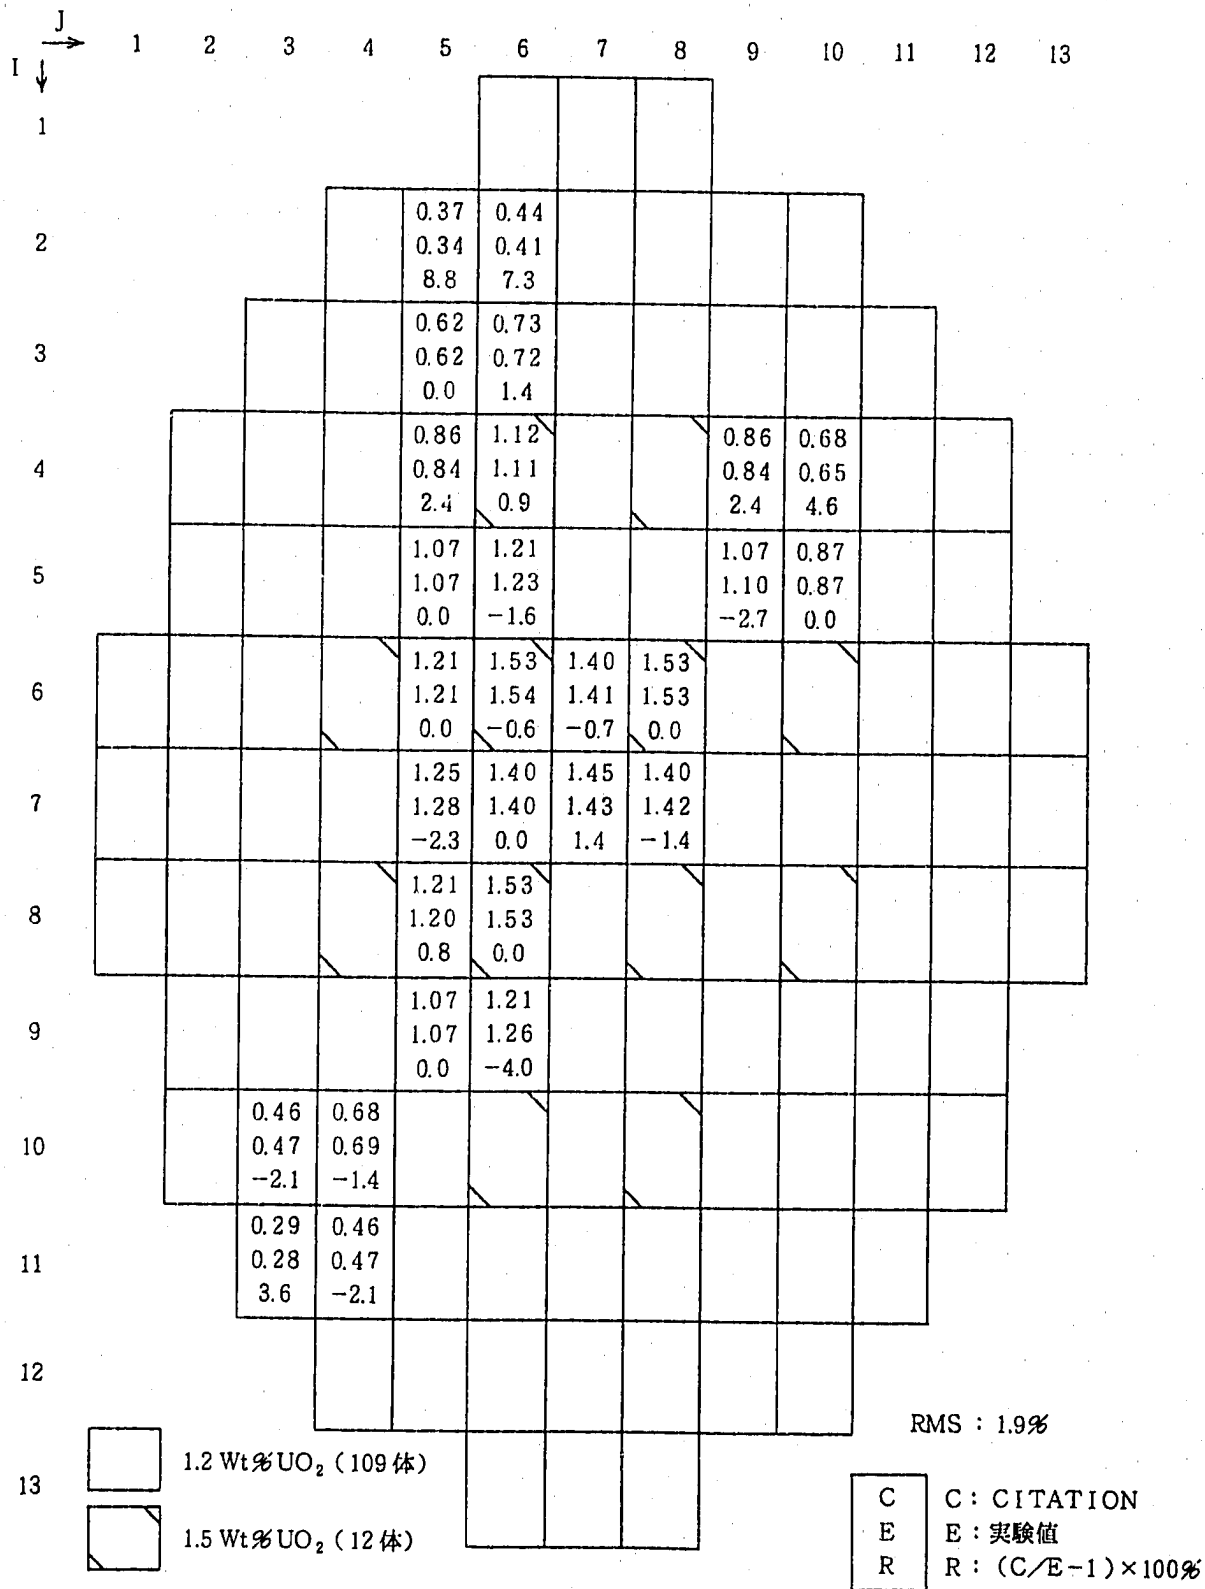 J
→ 1 2 3 4 5 6 7 8 9 10 11 12 13
I ↓
1
0.37 0.44
2 0.34 0.41
8.8 7.3
0.62 0.73
3 0.62 0.72
0.0 1.4
0.86 1.12 0.86 0.68
4 0.84 1.11 0.84 0.65
2.4 0.9 2.4 4.6
1.07 1.21 1.07 0.87
5 1.07 1.23 1.10 0.87
0.0 -1.6 -2.7 0.0
1.21 1.53 1.40 1.53
6 1.21 1.54 1.41 1.53
0.0 -0.6 -0.7 0.0
1.25 1.40 1.45 1.40
7 1.28 1.40 1.43 1.42
-2.3 0.0 1.4 -1.4
1.21 1.53
8 1.20 1.53
0.8 0.0
1.07 1.21
9 1.07 1.26
0.0 -4.0
0.46 0.68
10 0.47 0.69
-2.1 -1.4
0.29 0.46
11 0.28 0.47
3.6 -2.1
12
RMS : 1.9%
1.2 Wt% UO₂ (109体)
13
1.5 Wt% UO₂ (12体)
C C: CITATION
E E: 実験値
R R: (C/E-1)×100%